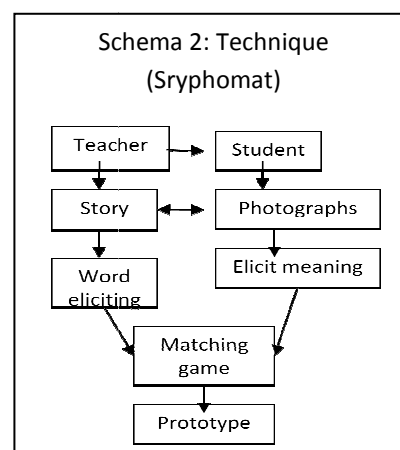 Schema 2: Technique
(Sryphomat)
Teacher
Student
Story
Photographs
Word
eliciting
Elicit meaning
Matching
game
Prototype